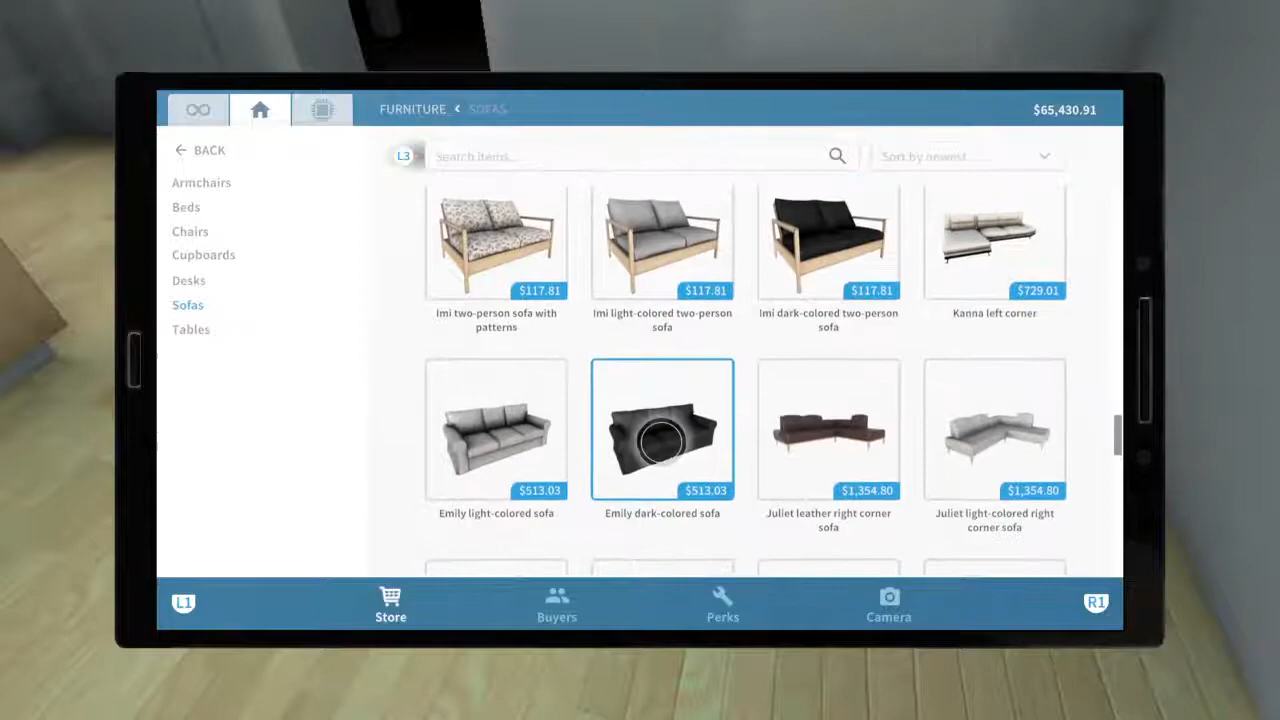 FURNITURE < SOFAS
$65,430.91
BACK
L3
Search items...
Sort by newest
Armchairs
Beds
Chairs
Cupboards
Desks
Sofas
Tables
$117.81
$117.81
$117.81
$729.01
Imi two-person sofa with
patterns
Imi light-colored two-person
sofa
Imi dark-colored two-person
sofa
Kanna left corner
$513.03
$513.03
$1,354.80
$1,354.80
Emily light-colored sofa
Emily dark-colored sofa
Juliet leather right corner
sofa
Juliet light-colored right
corner sofa
L1
Store
Buyers
Perks
Camera
R1